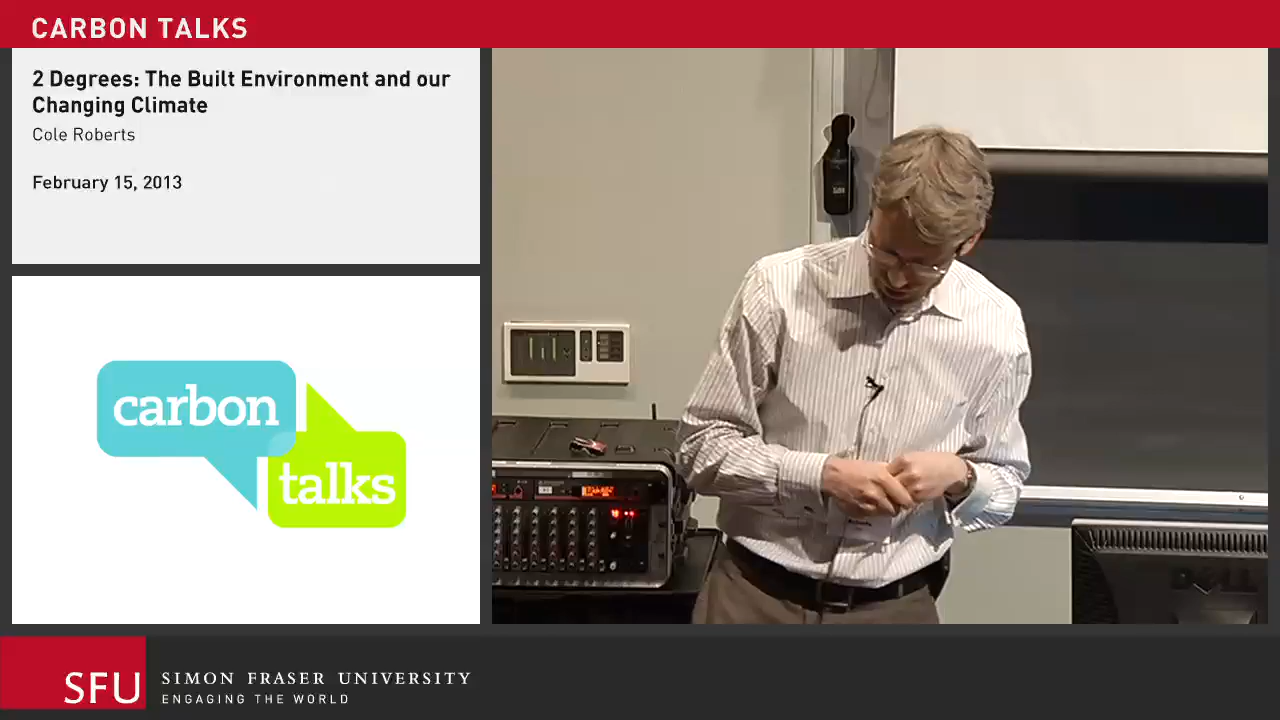 CARBON TALKS
2 Degrees: The Built Environment and our
Changing Climate
Cole Roberts
February 15, 2013
carbon
talks
DELL
SFU
SIMON FRASER UNIVERSITY
ENGAGING THE WORLD